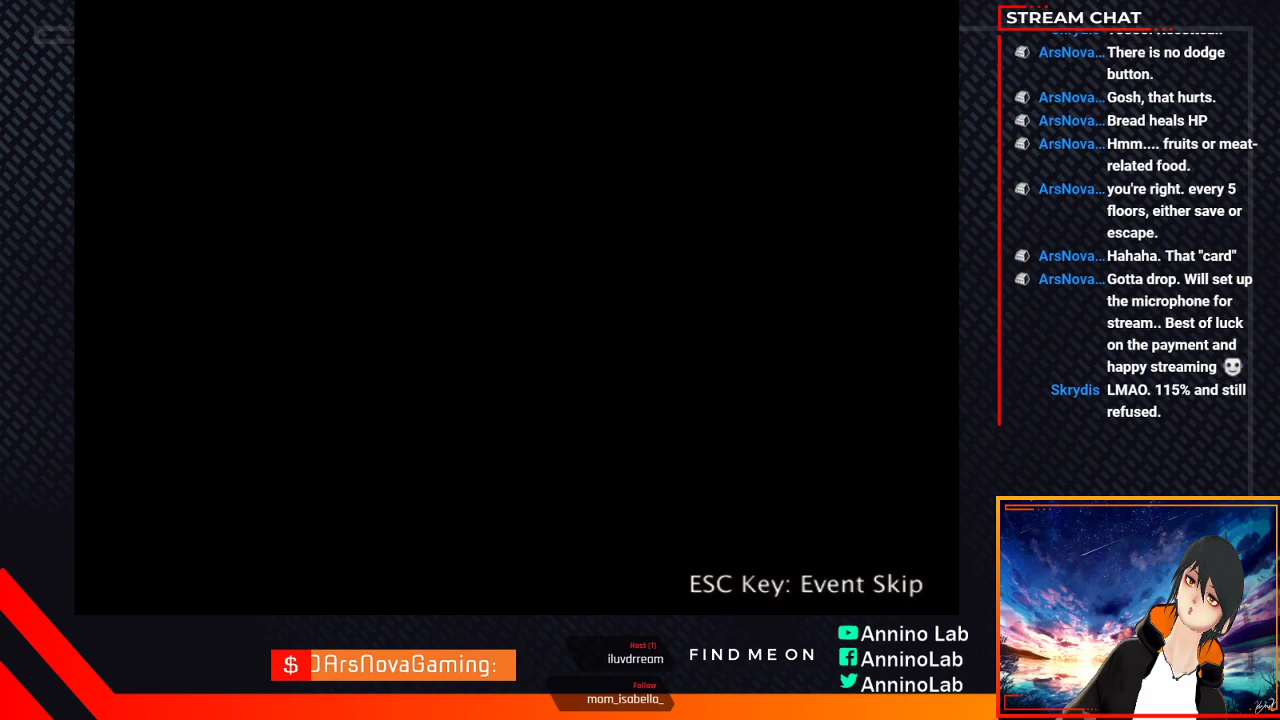 STREAM CHAT
ArsNova... There is no dodge
button.
ArsNova... Gosh, that hurts.
ArsNova... Bread heals HP
ArsNova... Hmm.... fruits or meat-
related food.
ArsNova... you're right. every 5
floors, either save or
escape.
ArsNova... Hahaha. That "card"
ArsNova... Gotta drop. Will set up
the microphone for
stream.. Best of luck
on the payment and
happy streaming
Skrydis LMAO. 115% and still
refused.
ESC Key: Event Skip
$ DArsNovaGaming:
Host (1)
iluvdrream
Follow
mom_isabella_
FIND ME ON
Annino Lab
AnninoLab
AnninoLab